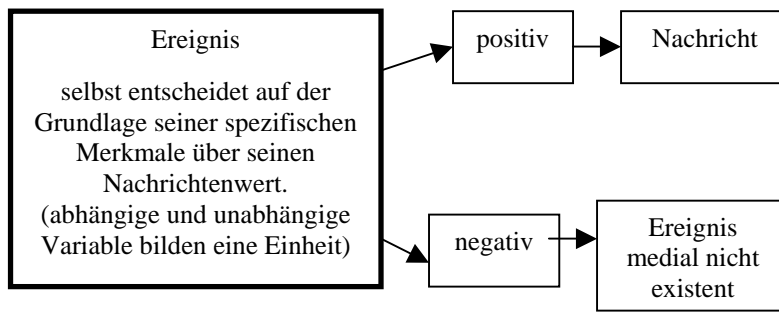 Ereignis
selbst entscheidet auf der
Grundlage seiner spezifischen
Merkmale über seinen
Nachrichtenwert.
(abhängige und unabhängige
Variable bilden eine Einheit)
positiv
Nachricht
negativ
Ereignis
medial nicht
existent